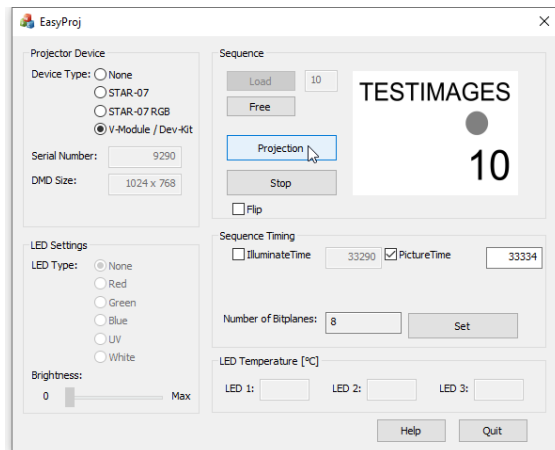 EasyProj
Projector Device
Device Type:
None
STAR-07
STAR-07 RGB
V-Module / Dev-Kit
Serial Number:
9290
DMD Size:
1024 x 768
LED Settings
LED Type:
None
Red
Green
Blue
UV
White
Brightness:
0
Max
Sequence
Load
10
Free
Projection
Stop
Flip
TESTIMAGES
10
Sequence Timing
IlluminateTime
33290
PictureTime
33334
Number of Bitplanes:
8
Set
LED Temperature [°C]
LED 1:
LED 2:
LED 3:
Help
Quit